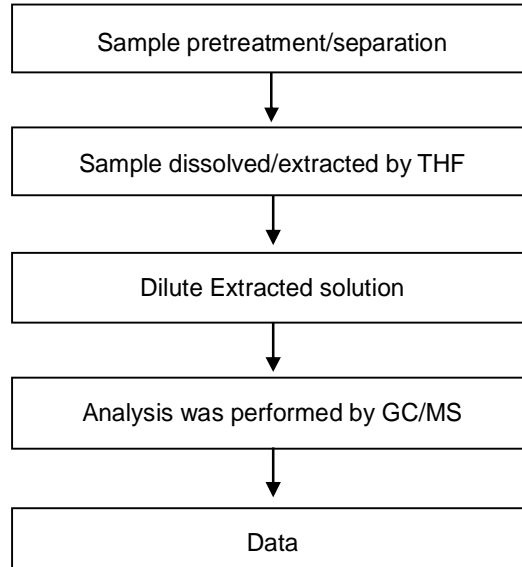 Sample pretreatment/separation
Sample dissolved/extracted by THF
Dilute Extracted solution
Analysis was performed by GC/MS
Data